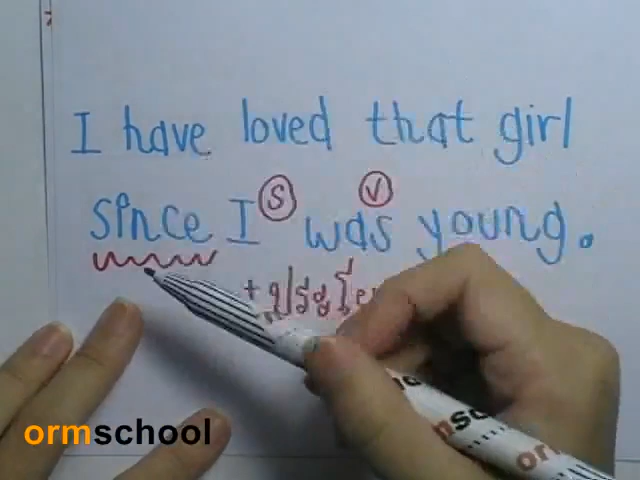 I have loved that girl
S V
since I was young.
ormschool